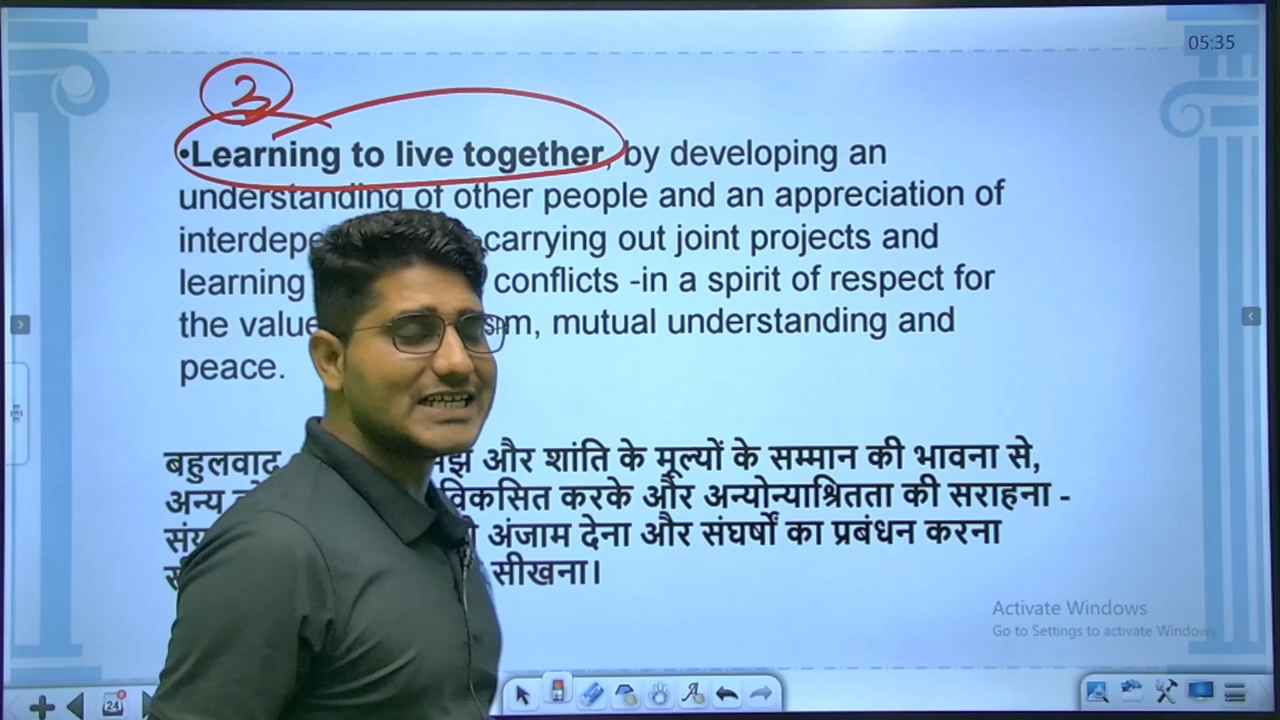 05:35
3
•Learning to live together, by developing an
understanding of other people and an appreciation of
carrying out joint projects and
learning conflicts -in a spirit of respect for
the mutual understanding and
peace.
बहुलवाद और शांति के मूल्यों के सम्मान की भावना से,
अन्य विकसित करके और अन्योन्याश्रितता की सराहना -
अंजाम देना और संघर्षों का प्रबंधन करना
सीखना।
Activate Windows
Go to Settings to activate Windows.
24